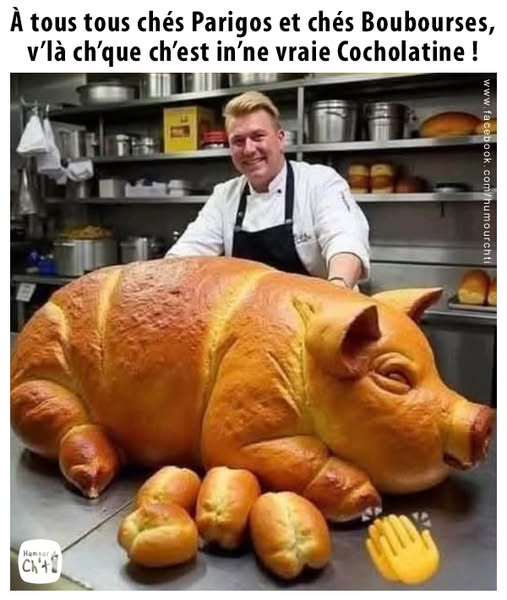 À tous tous chés Parigos et chés Boubourses,
v’là ch’que ch’est in’ne vraie Cocholatine !
www.facebook.com/humourchti
Humour
Ch'ti